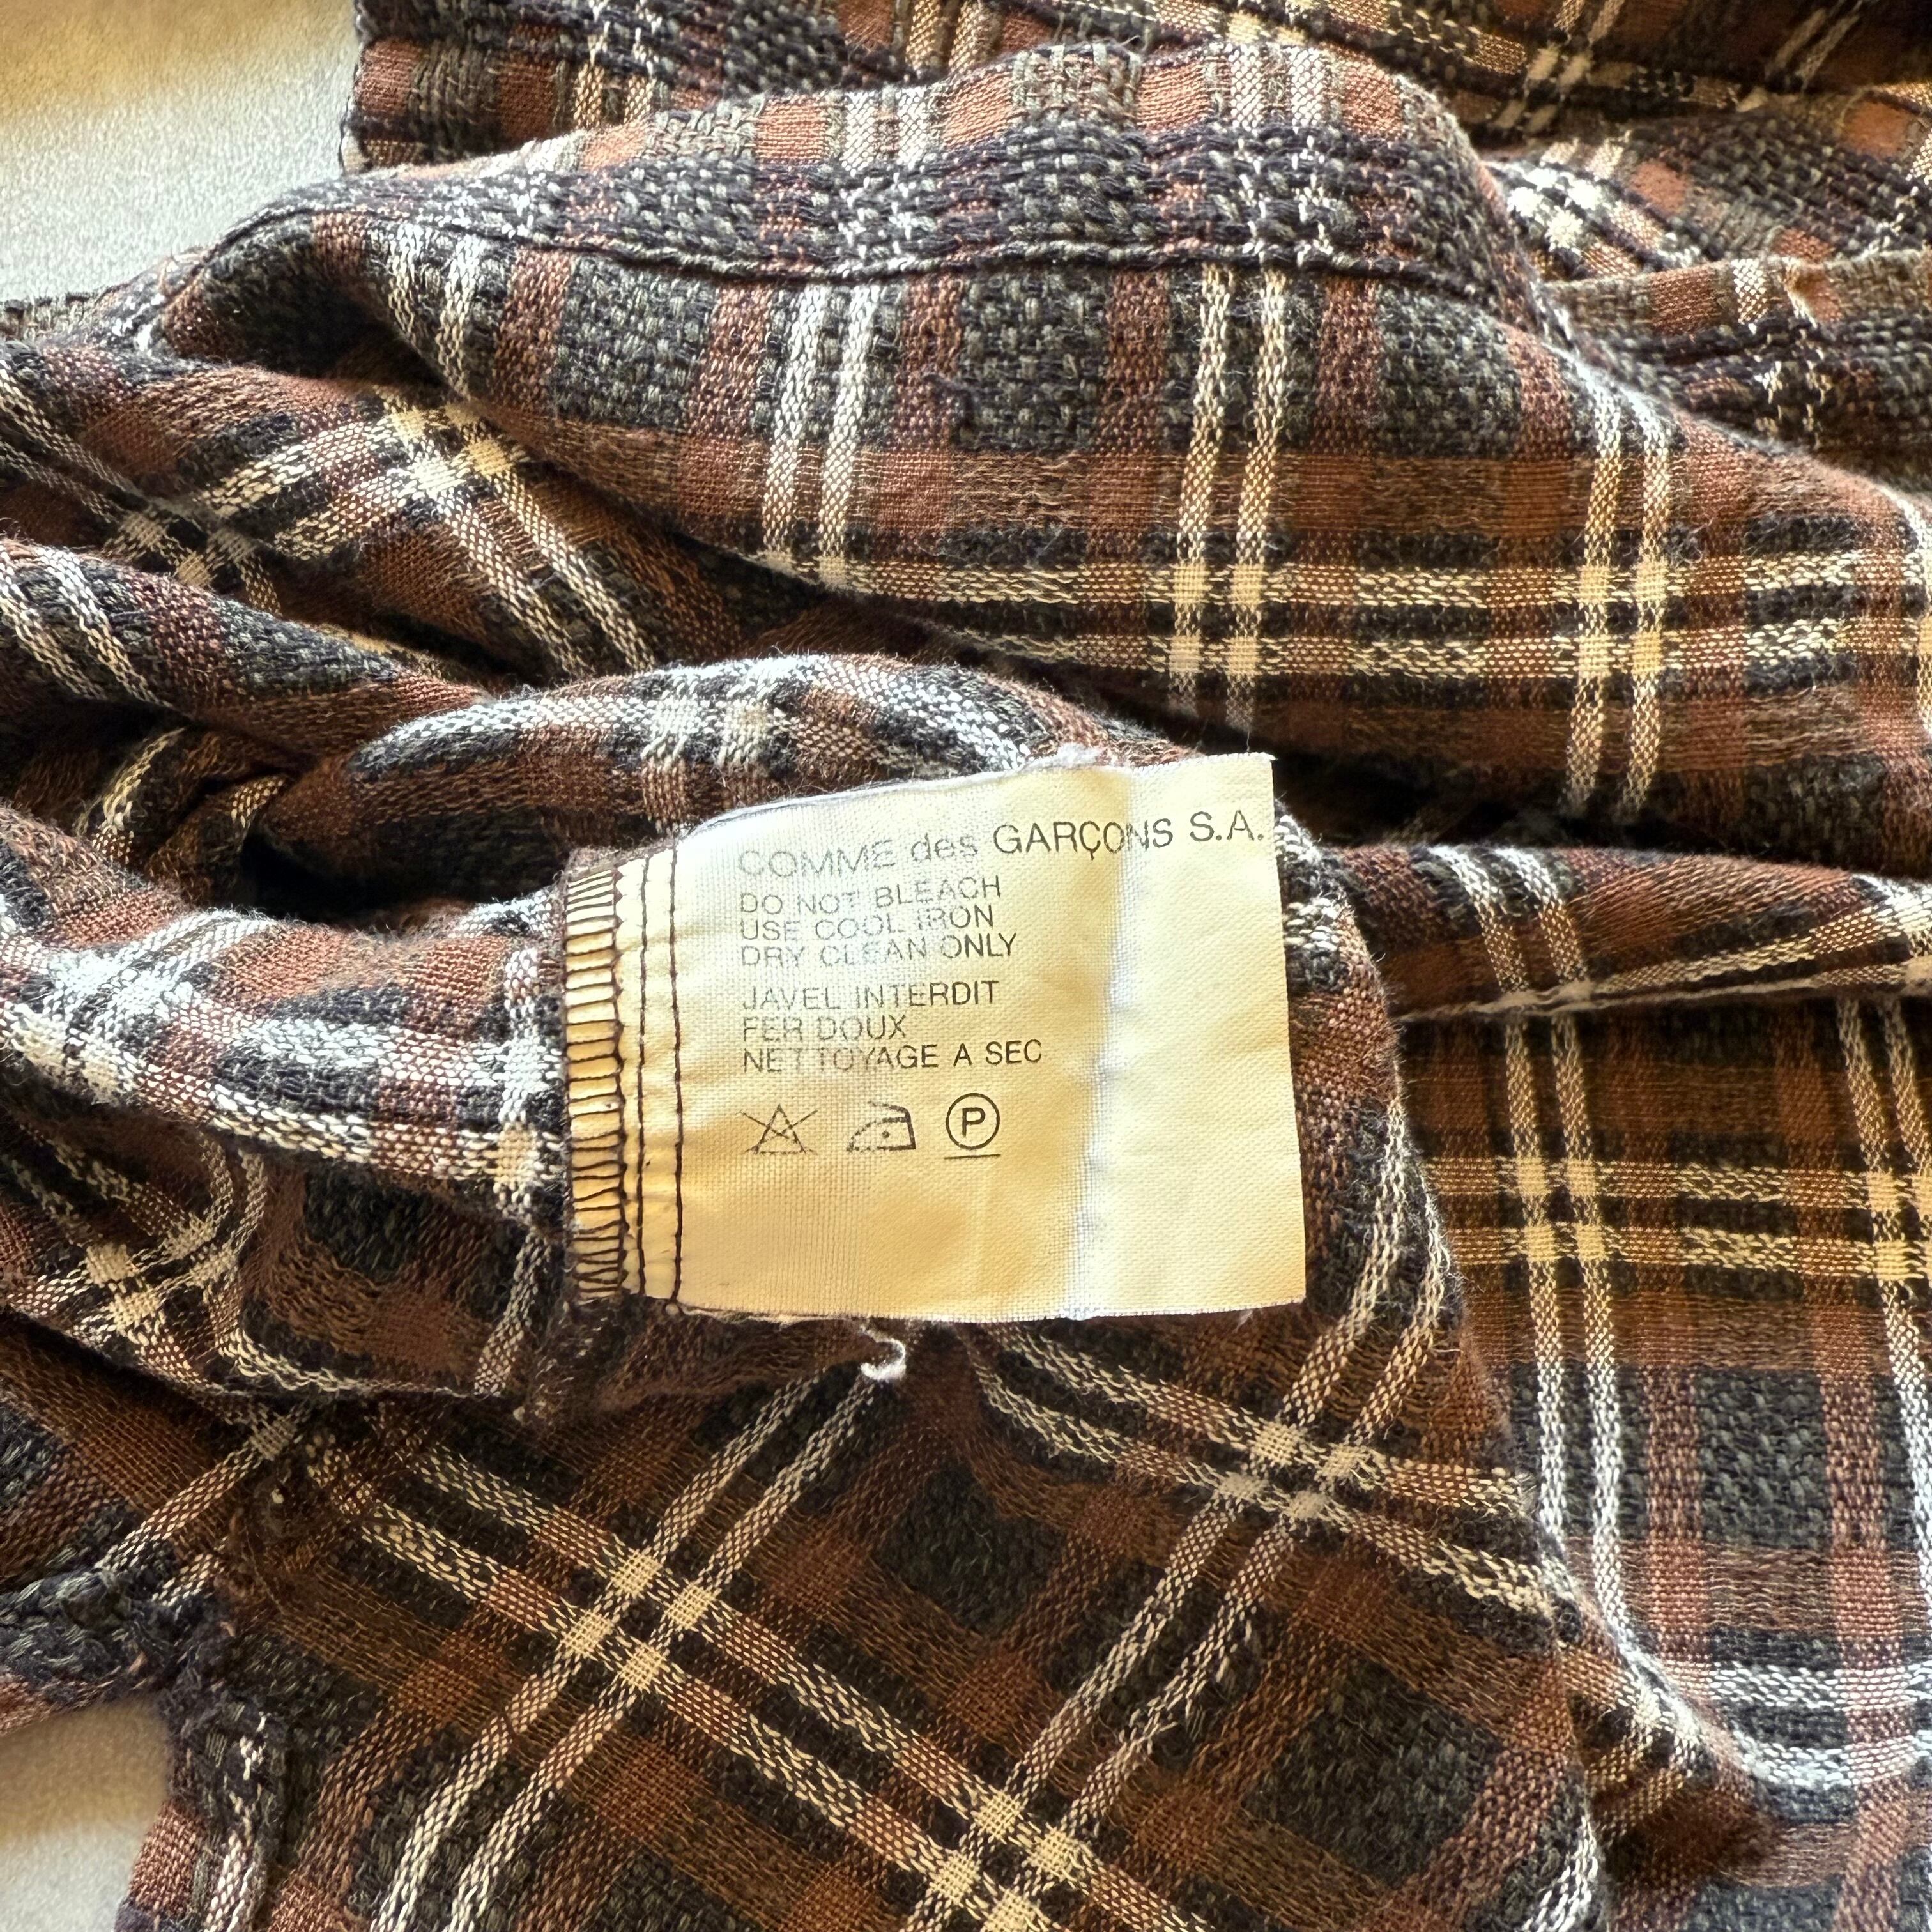 COMME des GARÇONS S.A.
DO NOT BLEACH
USE COOL IRON
DRY CLEAN ONLY
JAVEL INTERDIT
FER DOUX
NETTOYAGE A SEC
P